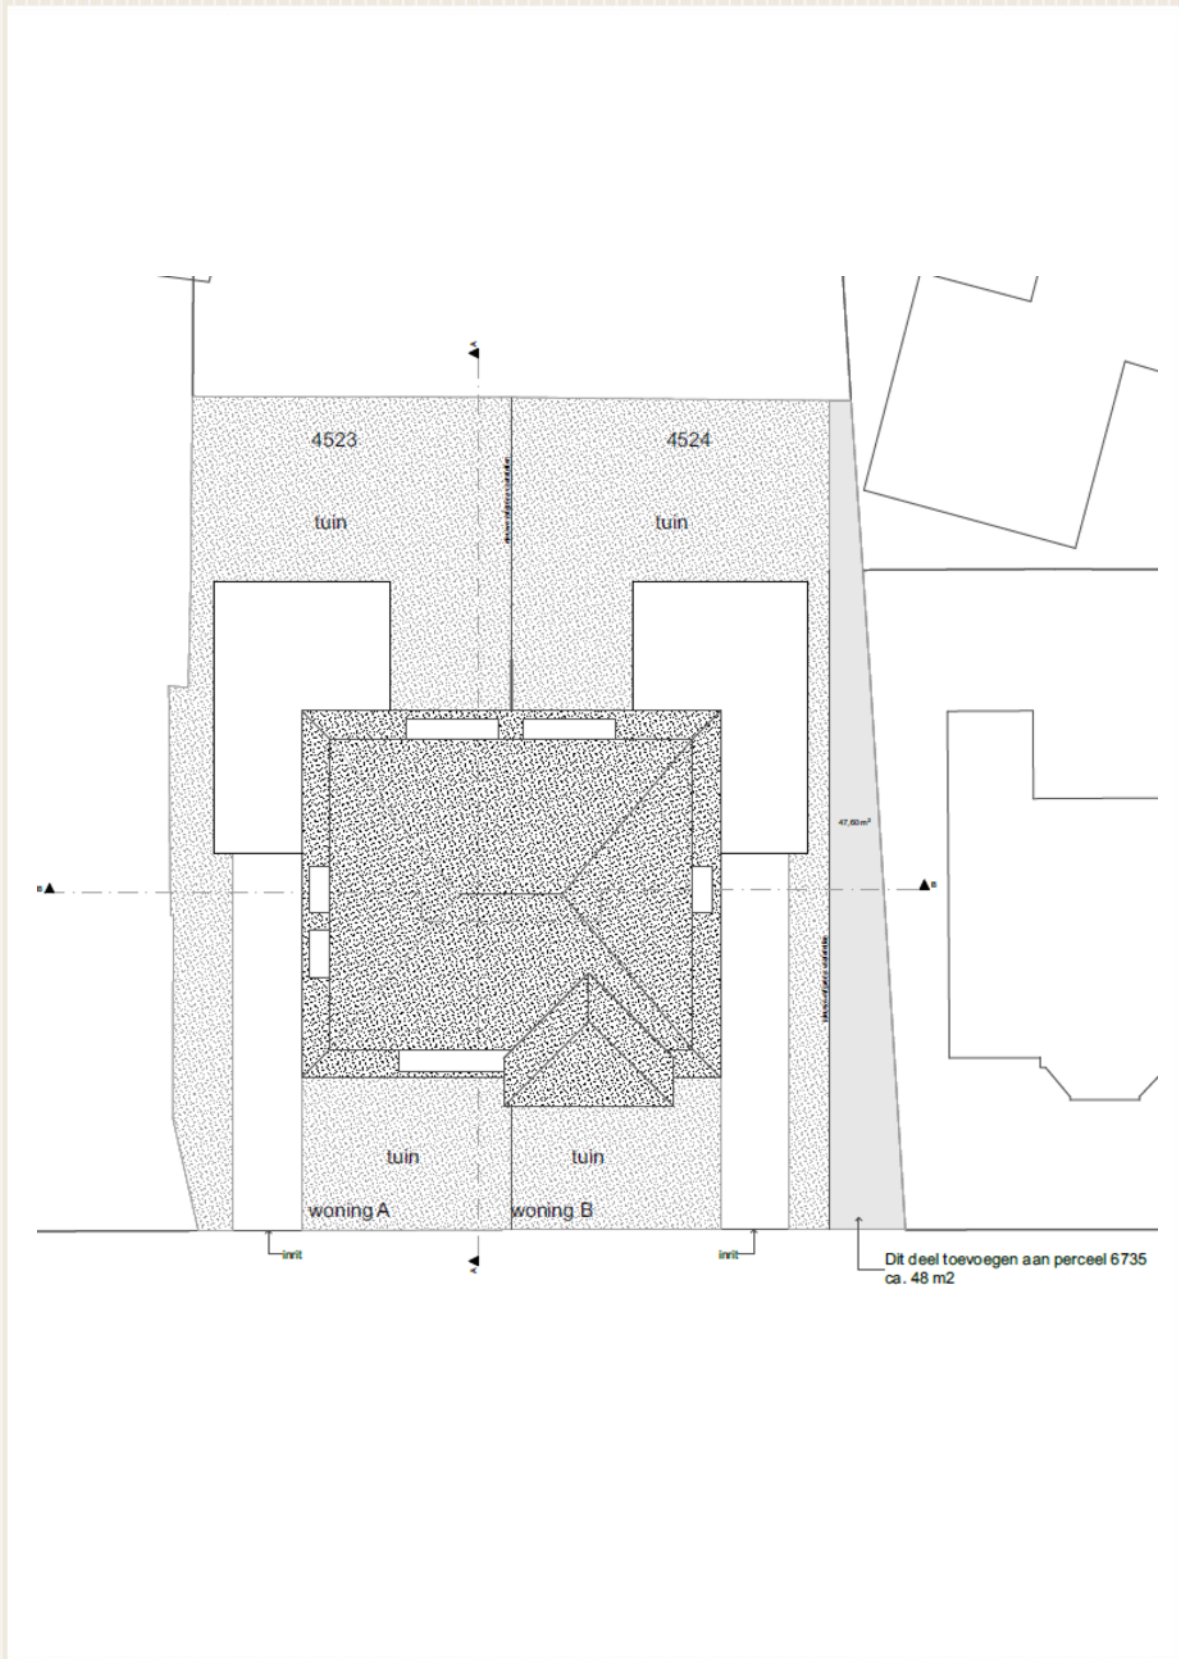 A
4523
4524
tuin
tuin
47,60 m²
B
B
tuin
tuin
woning A
woning B
inrit
inrit
A
Dit deel toevoegen aan perceel 6735
ca. 48 m2